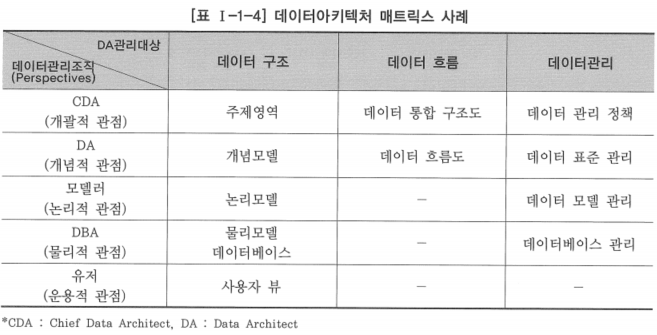 [표 Ⅰ-1-4] 데이터아키텍처 매트릭스 사례
DA관리대상
데이터관리조직
(Perspectives)
데이터 구조
데이터 흐름
데이터관리
CDA
(개괄적 관점)
주제영역
데이터 통합 구조도
데이터 관리 정책
DA
(개념적 관점)
개념모델
데이터 흐름도
데이터 표준 관리
모델러
(논리적 관점)
논리모델
–
데이터 모델 관리
DBA
(물리적 관점)
물리모델
데이터베이스
–
데이터베이스 관리
유저
(운용적 관점)
사용자 뷰
–
–
*CDA : Chief Data Architect, DA : Data Architect